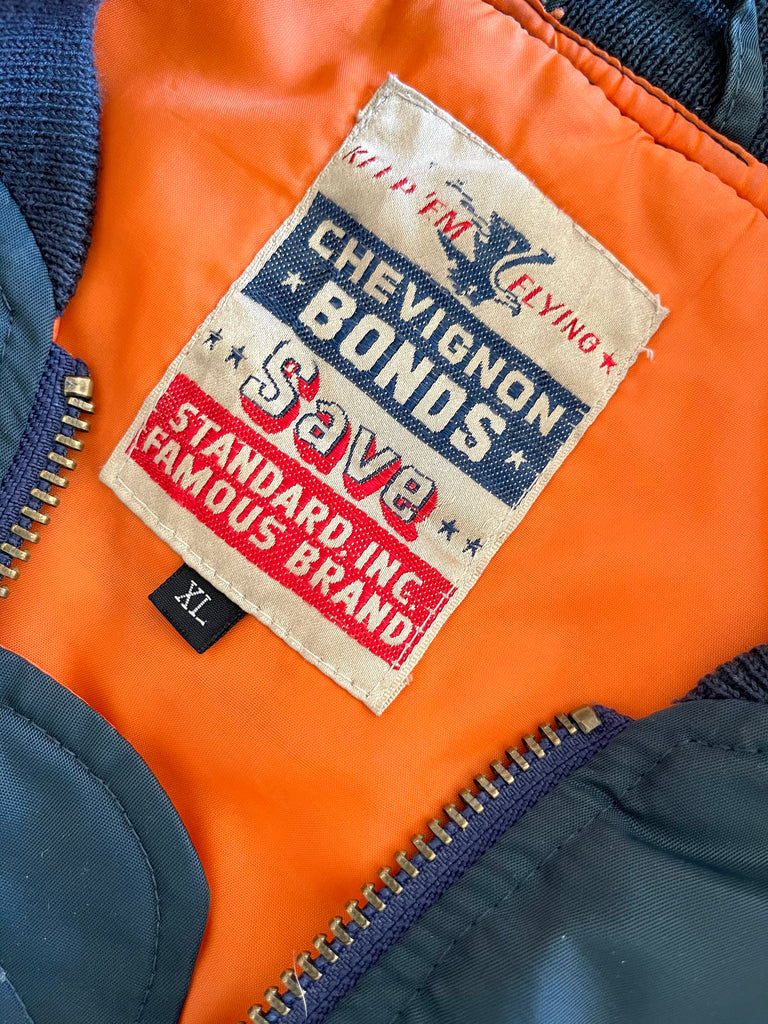 KEEP 'EM FLYING
CHEVIGNON
BONDS
Save
STANDARD, INC.
FAMOUS BRAND
XL